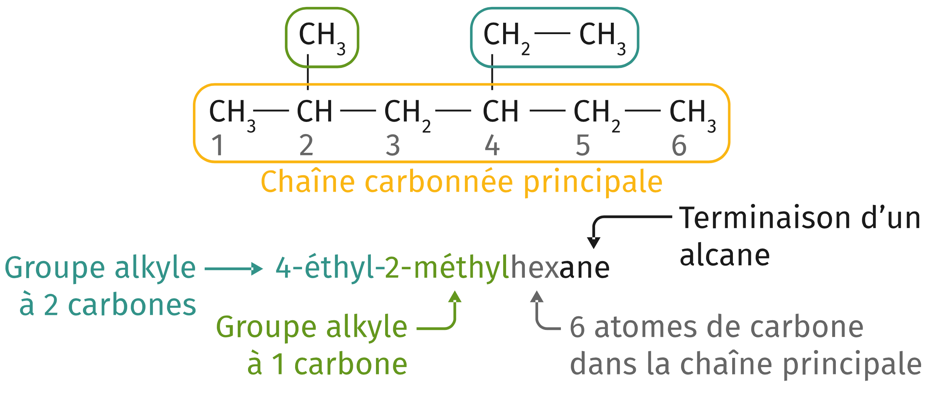 CH₃ CH₂ — CH₃
CH₃ — CH — CH₂ — CH — CH₂ — CH₃
1 2 3 4 5 6
Chaîne carbonnée principale
Terminaison d'un
alcane
Groupe alkyle
à 2 carbones
4-éthyl-2-méthylhexane
Groupe alkyle
à 1 carbone
6 atomes de carbone
dans la chaîne principale